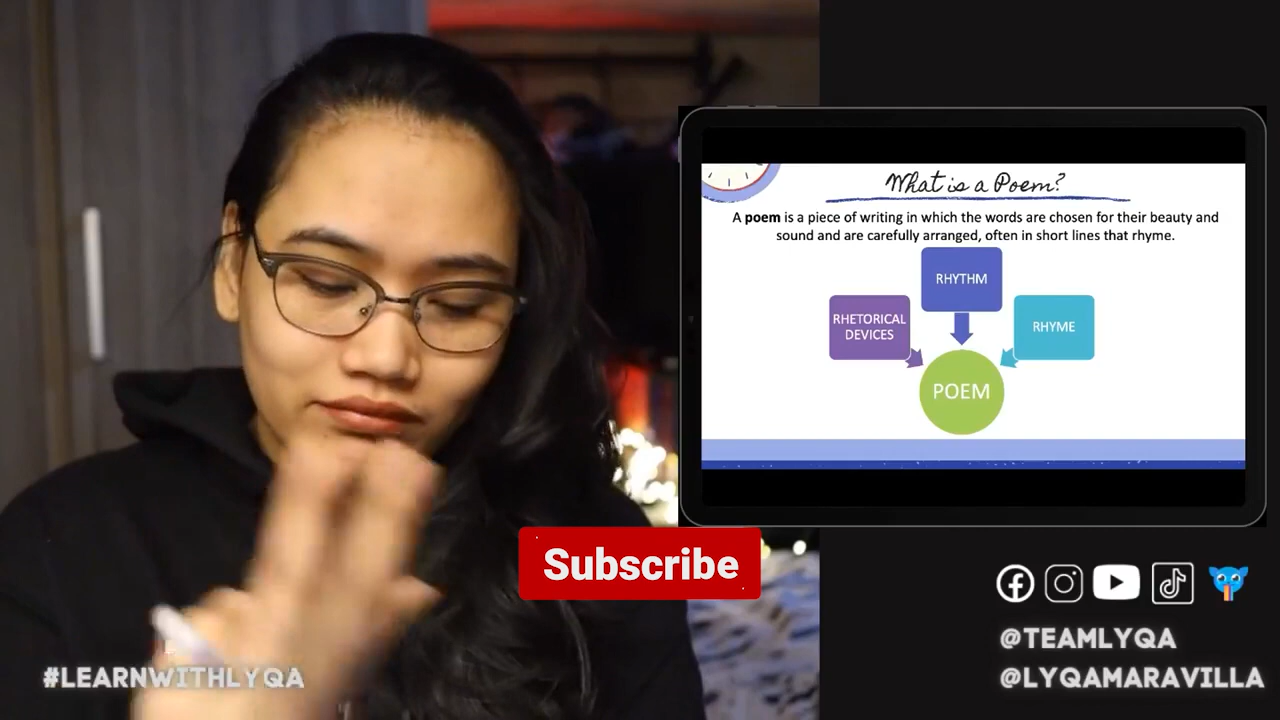 What is a Poem?
A poem is a piece of writing in which the words are chosen for their beauty and
sound and are carefully arranged, often in short lines that rhyme.
RHYTHM
RHETORICAL
DEVICES
RHYME
POEM
Subscribe
@TEAMLYQA
#LEARNWITHLYQA
@LYQAMARAVILLA